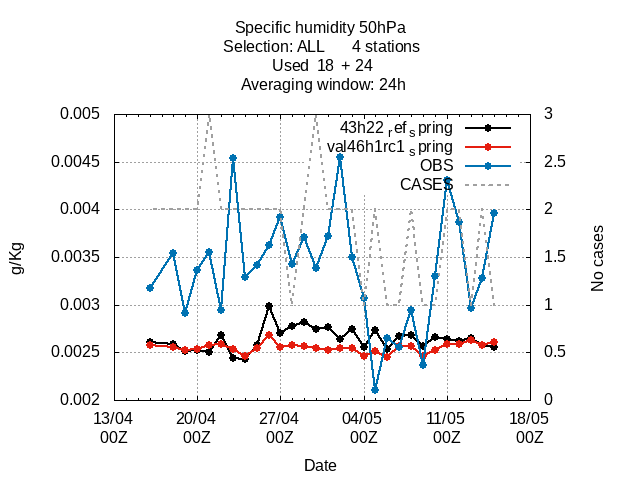 Specific humidity 50hPa
Selection: ALL 4 stations
Used 18 + 24
Averaging window: 24h
43h22refspring
val46h1rc1spring
OBS
CASES
0.005
0.0045
0.004
0.0035
0.003
0.0025
0.002
3
2.5
2
1.5
1
0.5
0
g/Kg
No cases
13/04 20/04 27/04 04/05 11/05 18/05
00Z 00Z 00Z 00Z 00Z 00Z
Date